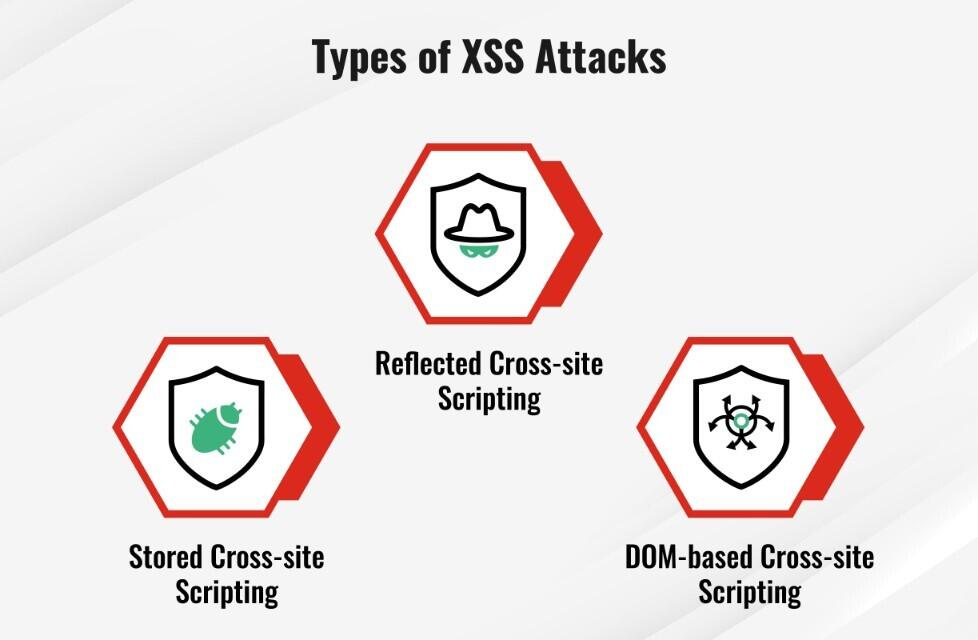 Types of XSS Attacks
Reflected Cross-site
Scripting
Stored Cross-site
Scripting
DOM-based Cross-site
Scripting